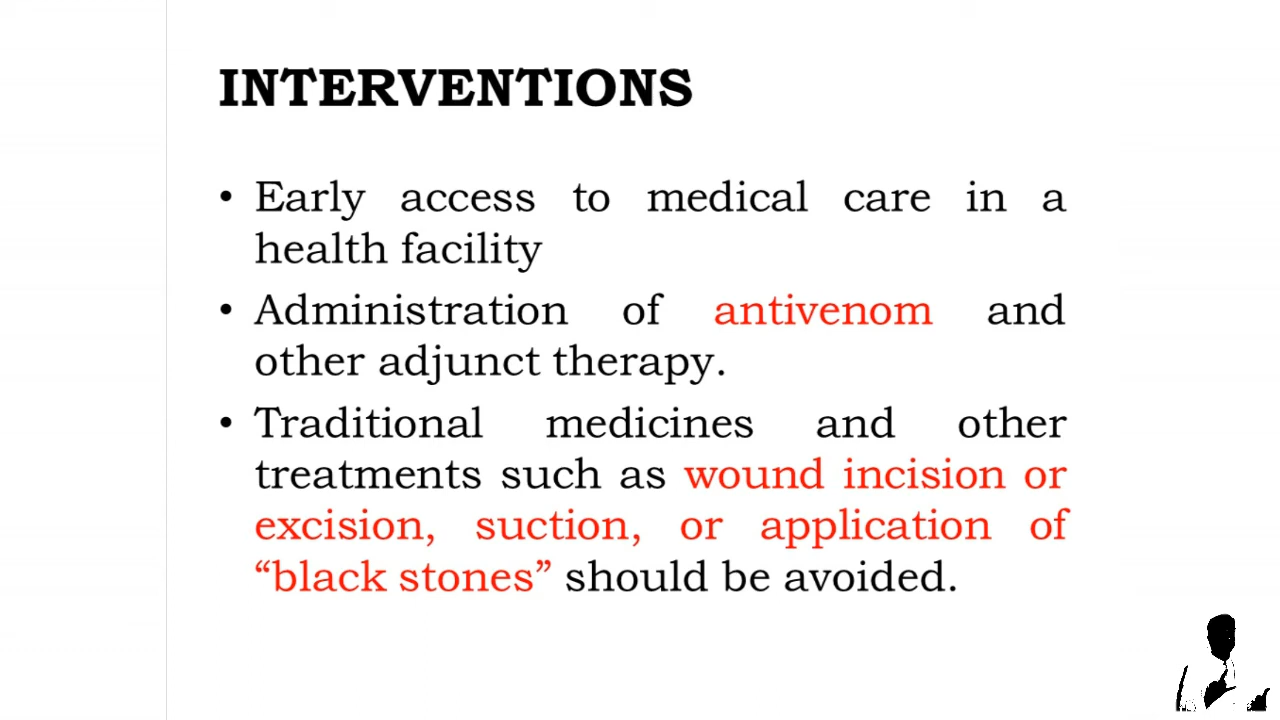 INTERVENTIONS
• Early access to medical care in a
health facility
• Administration of antivenom and
other adjunct therapy.
• Traditional medicines and other
treatments such as wound incision or
excision, suction, or application of
“black stones” should be avoided.